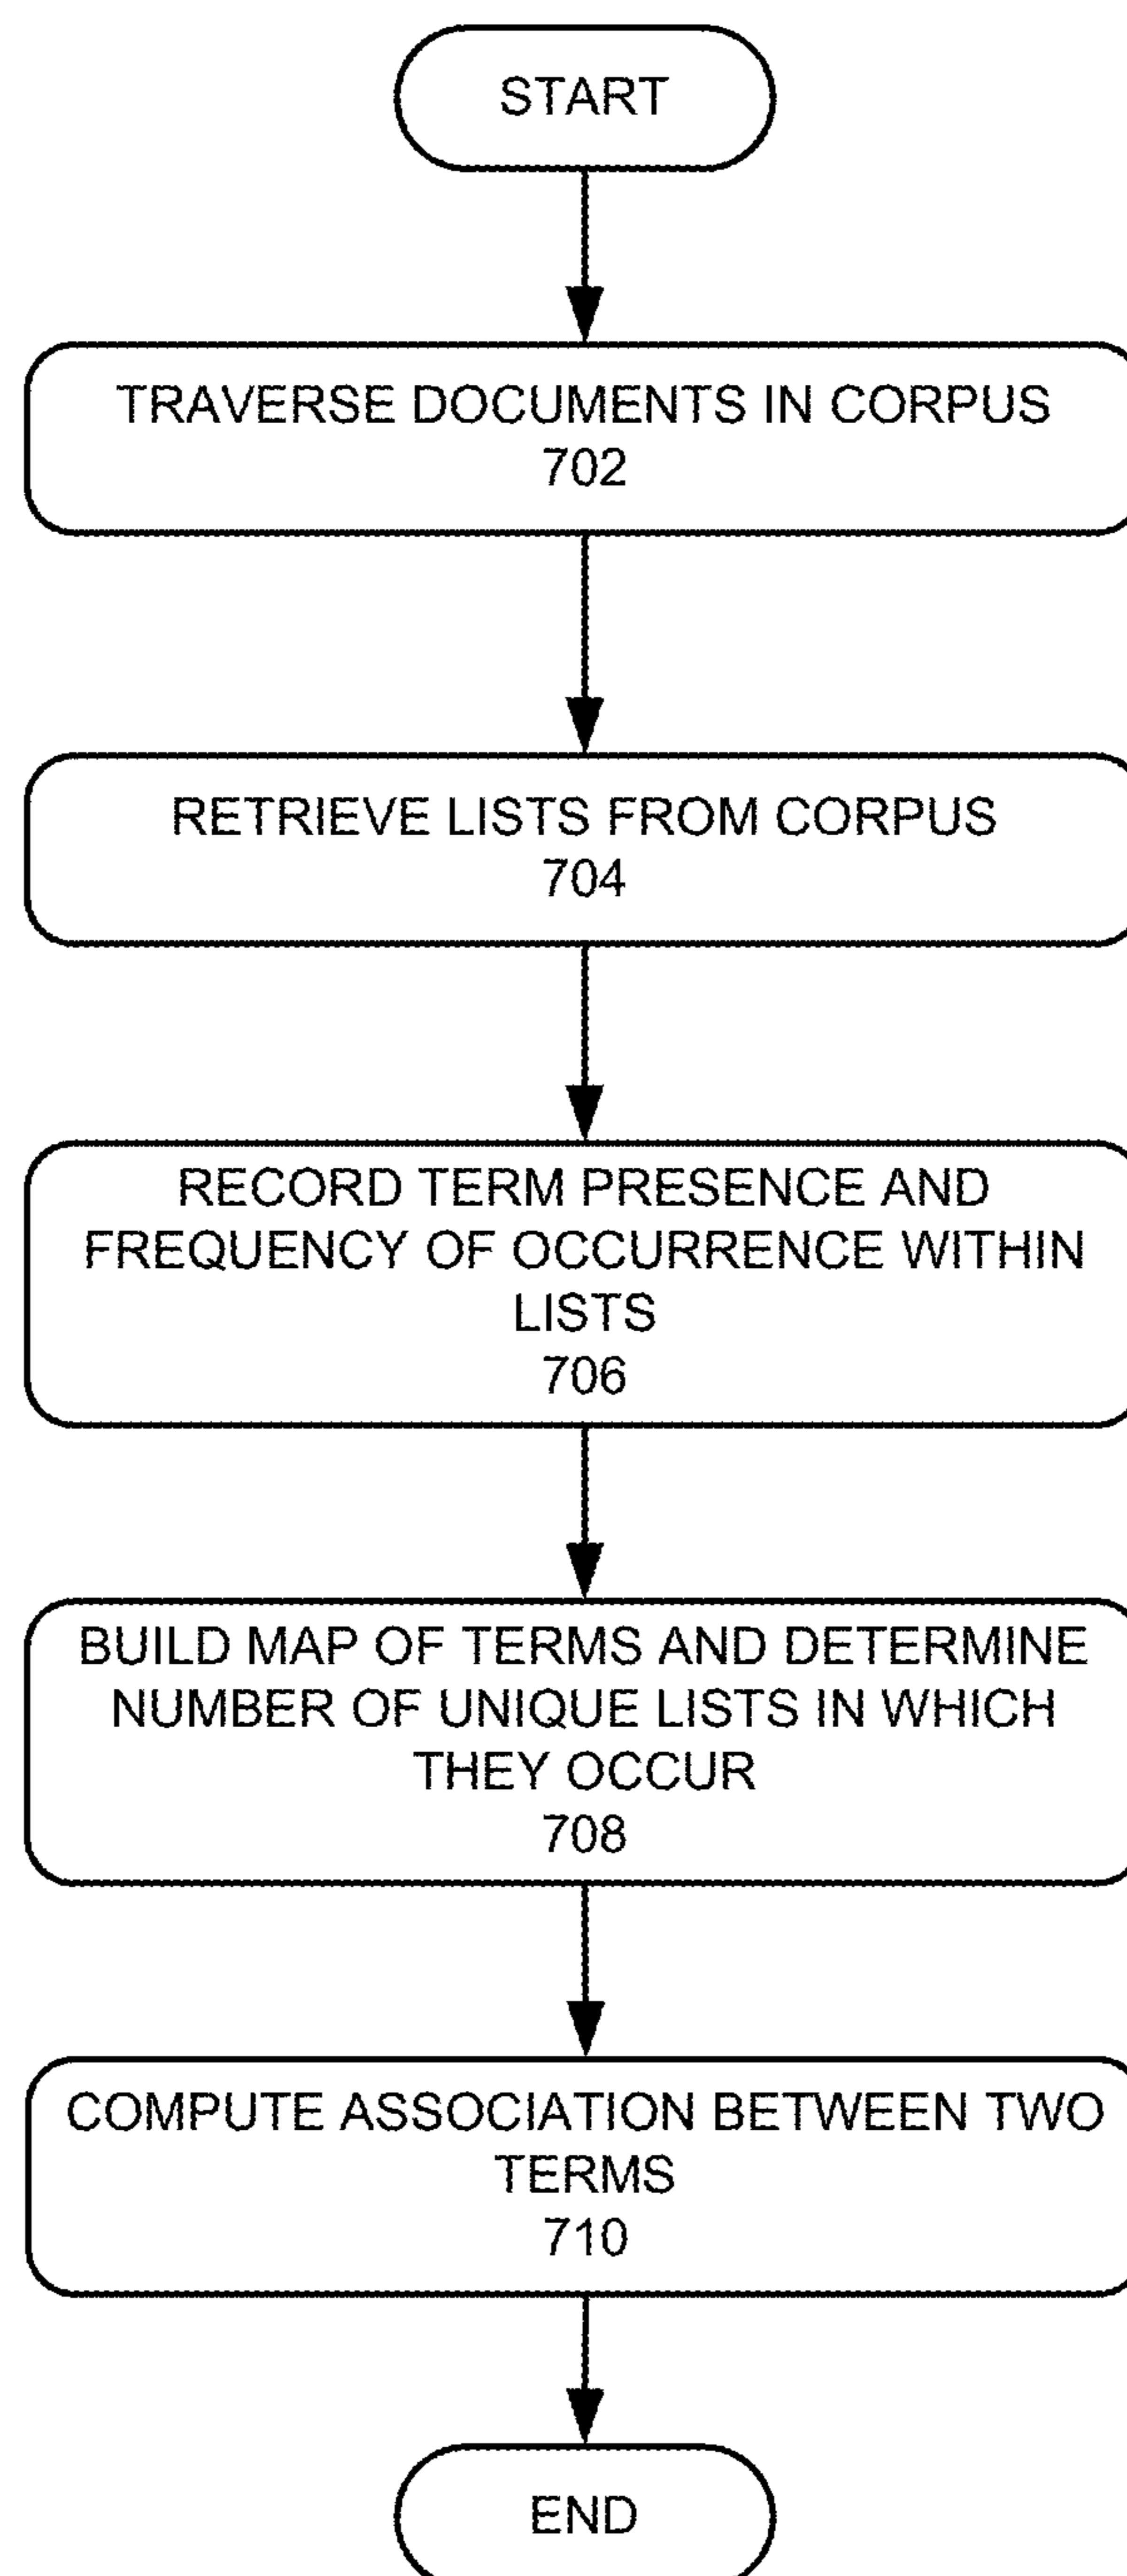 START
TRAVERSE DOCUMENTS IN CORPUS
702
RETRIEVE LISTS FROM CORPUS
704
RECORD TERM PRESENCE AND
FREQUENCY OF OCCURRENCE WITHIN
LISTS
706
BUILD MAP OF TERMS AND DETERMINE
NUMBER OF UNIQUE LISTS IN WHICH
THEY OCCUR
708
COMPUTE ASSOCIATION BETWEEN TWO
TERMS
710
END